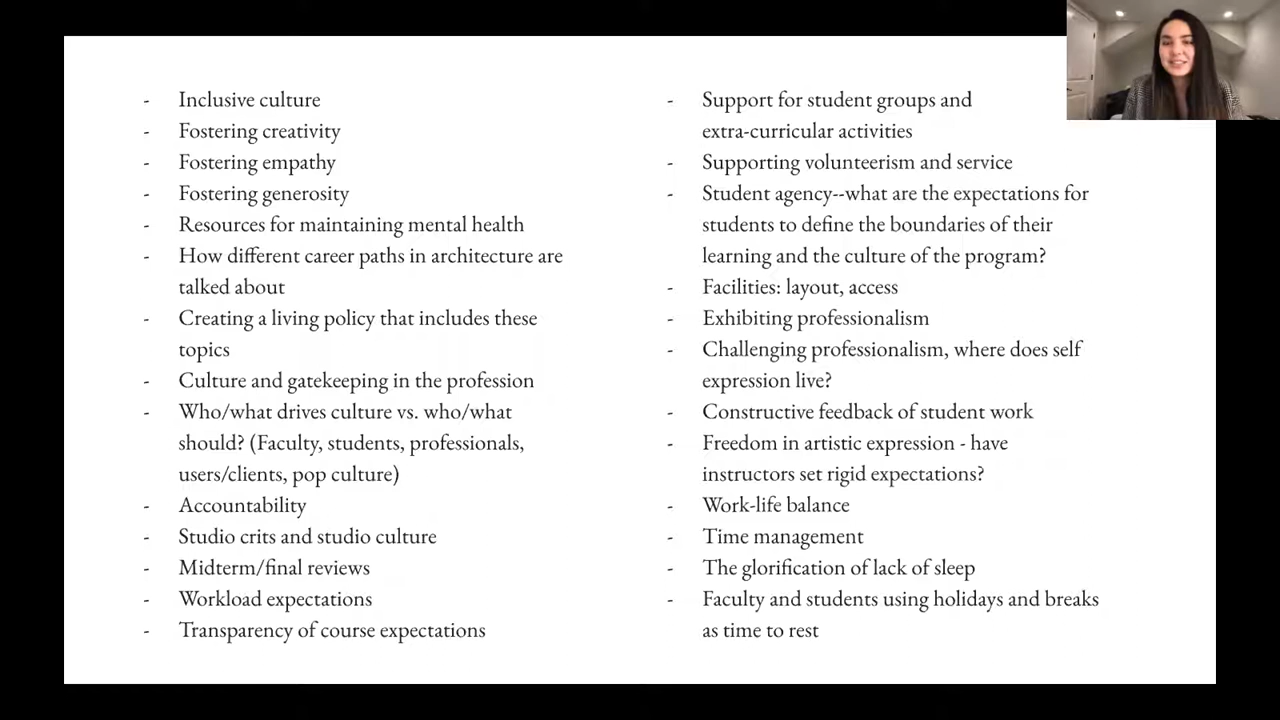 - Inclusive culture
- Fostering creativity
- Fostering empathy
- Fostering generosity
- Resources for maintaining mental health
- How different career paths in architecture are
talked about
- Creating a living policy that includes these
topics
- Culture and gatekeeping in the profession
- Who/what drives culture vs. who/what
should? (Faculty, students, professionals,
users/clients, pop culture)
- Accountability
- Studio crits and studio culture
- Midterm/final reviews
- Workload expectations
- Transparency of course expectations
- Support for student groups and
extra-curricular activities
- Supporting volunteerism and service
- Student agency--what are the expectations for
students to define the boundaries of their
learning and the culture of the program?
- Facilities: layout, access
- Exhibiting professionalism
- Challenging professionalism, where does self
expression live?
- Constructive feedback of student work
- Freedom in artistic expression - have
instructors set rigid expectations?
- Work-life balance
- Time management
- The glorification of lack of sleep
- Faculty and students using holidays and breaks
as time to rest